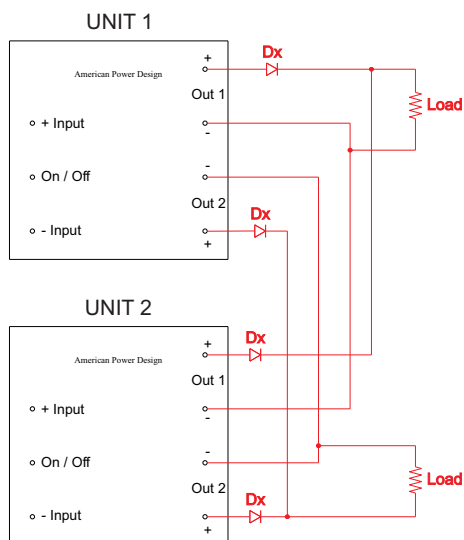 UNIT 1
+
Dx
American Power Design
Out 1
Load
+ Input
-
-
On / Off
Out 2
Dx
- Input
+
UNIT 2
+
Dx
American Power Design
Out 1
+ Input
-
-
On / Off
Load
Out 2
Dx
- Input
+